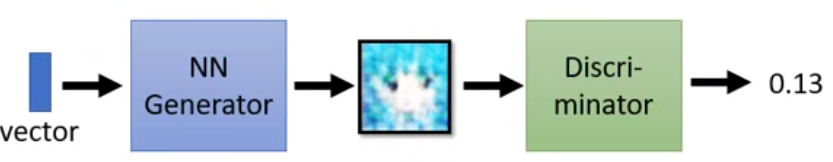 vector
NN
Generator
Discri-
minator
0.13